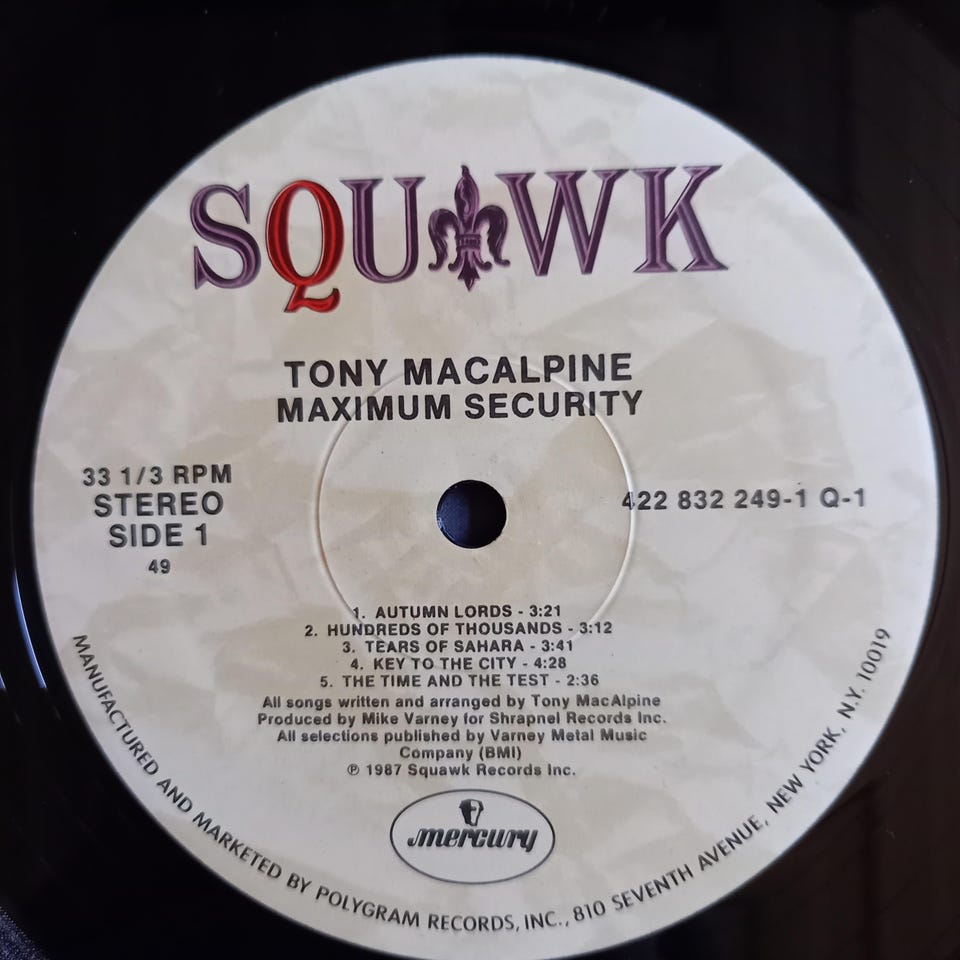 SQUAWK
TONY MACALPINE
MAXIMUM SECURITY
33 1/3 RPM
STEREO
SIDE 1
49
422 832 249-1 Q-1
1. AUTUMN LORDS - 3:21
2. HUNDREDS OF THOUSANDS - 3:12
3. TEARS OF SAHARA - 3:41
4. KEY TO THE CITY - 4:28
5. THE TIME AND THE TEST - 2:36
All songs written and arranged by Tony MacAlpine
Produced by Mike Varney for Shrapnel Records Inc.
All selections published by Varney Metal Music
Company (BMI)
℗ 1987 Squawk Records Inc.
mercury
MANUFACTURED AND MARKETED BY POLYGRAM RECORDS, INC., 810 SEVENTH AVENUE, NEW YORK, N.Y. 10019